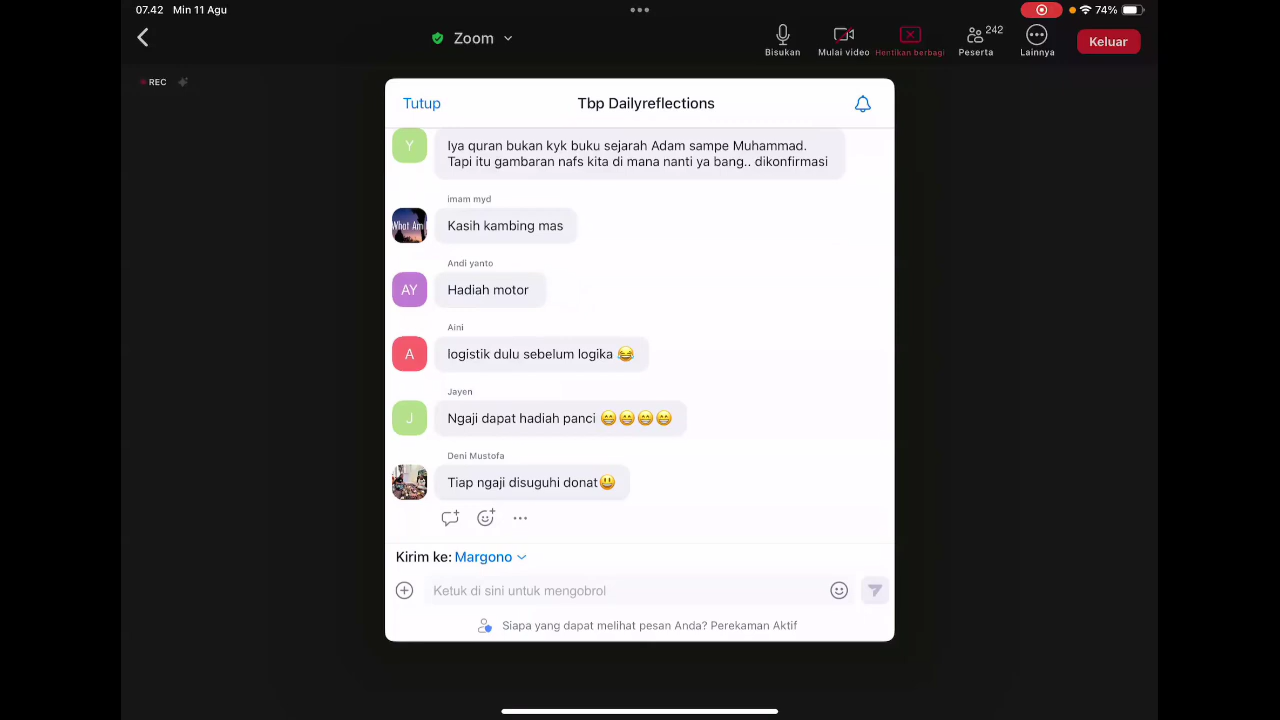 07.42 Min 11 Agu
74%
Zoom
Bisukan
Mulai video
Hentikan berbagi
242
Peserta
Lainnya
Keluar
REC
Tutup
Tbp Dailyreflections
Y
Iya quran bukan kyk buku sejarah Adam sampe Muhammad.
Tapi itu gambaran nafs kita di mana nanti ya bang.. dikonfirmasi
imam myd
What Am I
Kasih kambing mas
Andi yanto
AY
Hadiah motor
Aini
A
logistik dulu sebelum logika 😂
Jayen
J
Ngaji dapat hadiah panci 😁😁😁😁
Deni Mustofa
Tiap ngaji disuguhi donat😃
Kirim ke: Margono
Ketuk di sini untuk mengobrol
Siapa yang dapat melihat pesan Anda? Perekaman Aktif